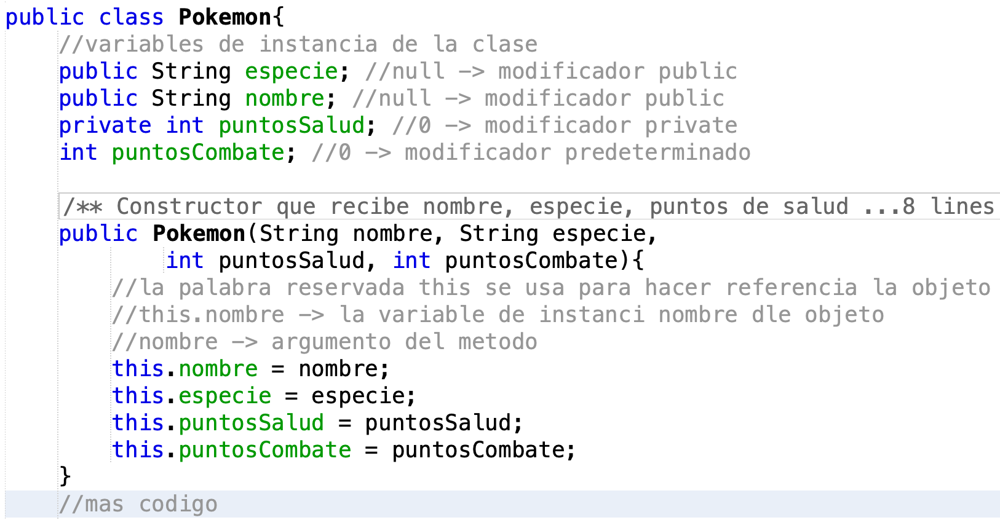 public class Pokemon{
//variables de instancia de la clase
public String especie; //null -> modificador public
public String nombre; //null -> modificador public
private int puntosSalud; //0 -> modificador private
int puntosCombate; //0 -> modificador predeterminado
/** Constructor que recibe nombre, especie, puntos de salud ...8 lines
public Pokemon(String nombre, String especie,
int puntosSalud, int puntosCombate){
//la palabra reservada this se usa para hacer referencia la objeto
//this.nombre -> la variable de instanci nombre dle objeto
//nombre -> argumento del metodo
this.nombre = nombre;
this.especie = especie;
this.puntosSalud = puntosSalud;
this.puntosCombate = puntosCombate;
}
//mas codigo